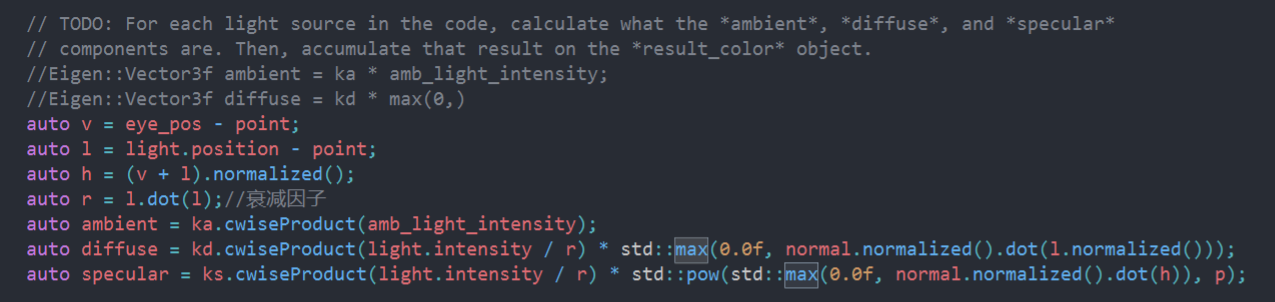 // TODO: For each light source in the code, calculate what the *ambient*, *diffuse*, and *specular*
// components are. Then, accumulate that result on the *result_color* object.
//Eigen::Vector3f ambient = ka * amb_light_intensity;
//Eigen::Vector3f diffuse = kd * max(0,)
auto v = eye_pos - point;
auto l = light.position - point;
auto h = (v + l).normalized();
auto r = l.dot(l);//衰减因子
auto ambient = ka.cwiseProduct(amb_light_intensity);
auto diffuse = kd.cwiseProduct(light.intensity / r) * std::max(0.0f, normal.normalized().dot(l.normalized()));
auto specular = ks.cwiseProduct(light.intensity / r) * std::pow(std::max(0.0f, normal.normalized().dot(h)), p);